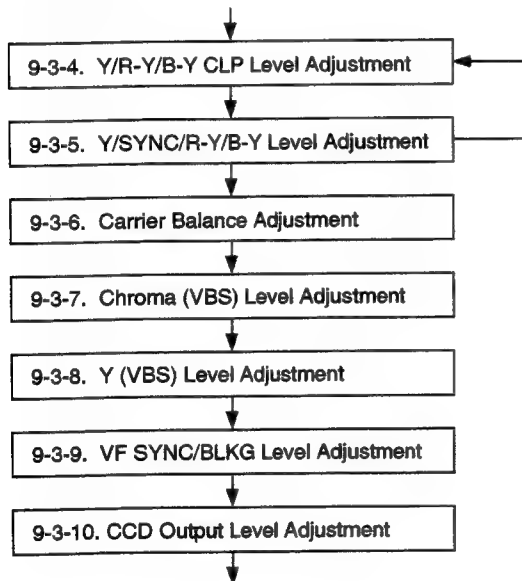 9-3-4. Y/R-Y/B-Y CLP Level Adjustment
9-3-5. Y/SYNC/R-Y/B-Y Level Adjustment
9-3-6. Carrier Balance Adjustment
9-3-7. Chroma (VBS) Level Adjustment
9-3-8. Y (VBS) Level Adjustment
9-3-9. VF SYNC/BLKG Level Adjustment
9-3-10. CCD Output Level Adjustment